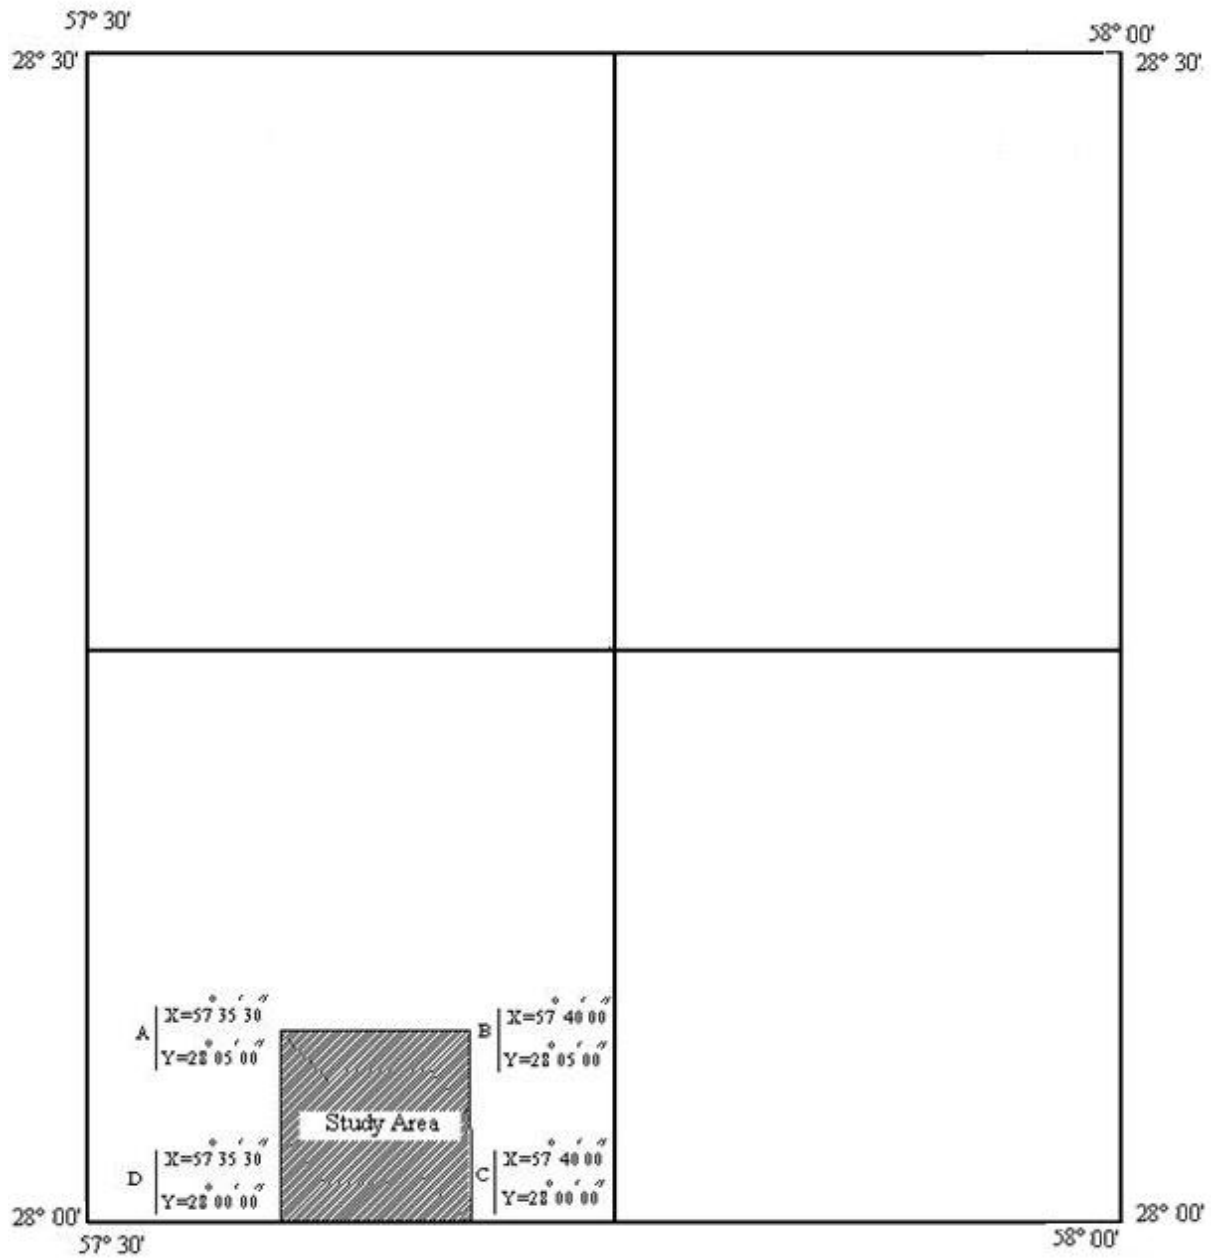 57° 30'
58° 00'
28° 30'
28° 30'
A
X=57° 35' 30"
Y=28° 05' 00"
B
X=57° 40' 00"
Y=28° 05' 00"
Study Area
D
X=57° 35' 30"
Y=28° 00' 00"
C
X=57° 40' 00"
Y=28° 00' 00"
28° 00'
28° 00'
57° 30'
58° 00'